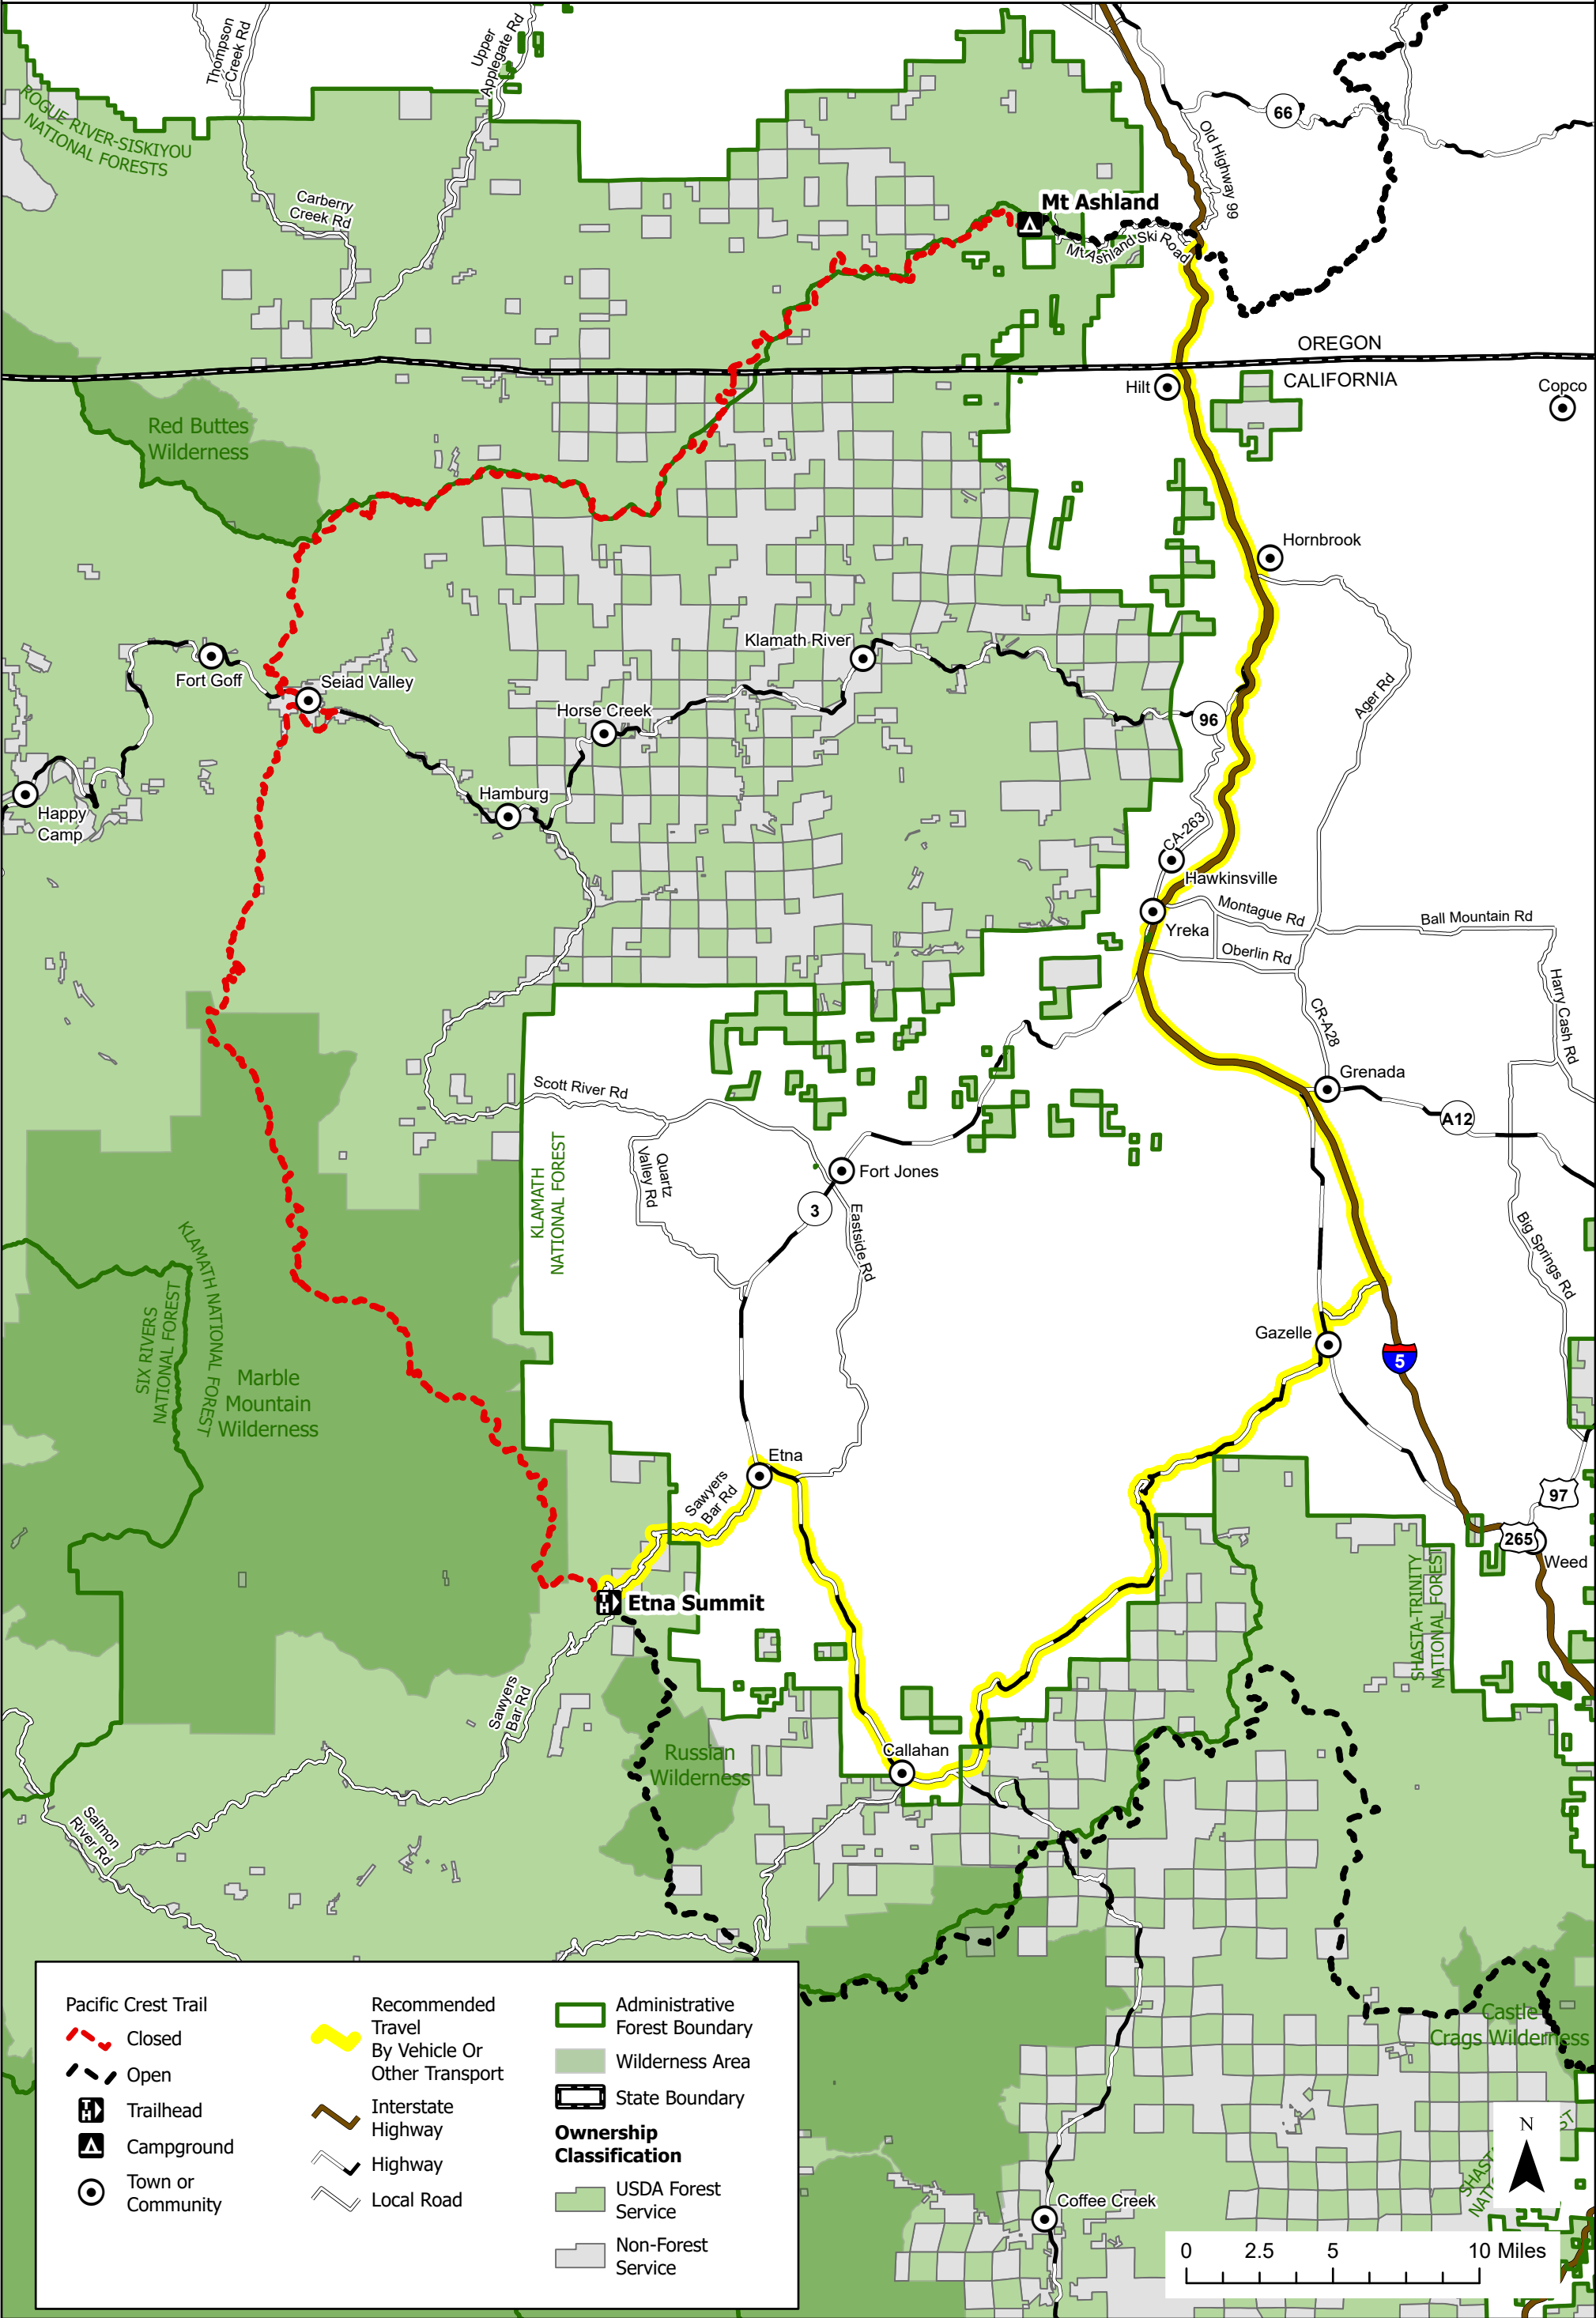 Thompson
Creek Rd
Upper
Applegate Rd
ROGUE RIVER-SISKIYOU
NATIONAL FORESTS
66
Old Highway 99
Carberry
Creek Rd
Mt Ashland
Mt Ashland Ski Road
OREGON
CALIFORNIA
Hilt
Copco
Red Buttes
Wilderness
Hornbrook
Klamath River
Fort Goff
Seiad Valley
Ager Rd
Horse Creek
96
Hamburg
Happy
Camp
CA-263
Hawkinsville
Yreka
Montague Rd
Ball Mountain Rd
Oberlin Rd
Harry Cash Rd
CR-A28
Scott River Rd
Grenada
A12
KLAMATH
NATIONAL FOREST
Quartz
Valley Rd
Fort Jones
3
Eastside Rd
Big Springs Rd
KLAMATH NATIONAL FOREST
SIX RIVERS
NATIONAL FOREST
Gazelle
5
Marble
Mountain
Wilderness
Etna
Sawyers
Bar Rd
97
265
Weed
SHASTA-TRINITY
NATIONAL FOREST
Etna Summit
Sawyers
Bar Rd
Russian
Wilderness
Callahan
Salmon
River Rd
Castle
Crags Wilderness
Pacific Crest Trail
Closed
Open
TH
Trailhead
Campground
Town or
Community
Recommended
Travel
By Vehicle Or
Other Transport
Interstate
Highway
Highway
Local Road
Administrative
Forest Boundary
Wilderness Area
State Boundary
Ownership
Classification
USDA Forest
Service
Non-Forest
Service
Coffee Creek
N
0 2.5 5 10 Miles